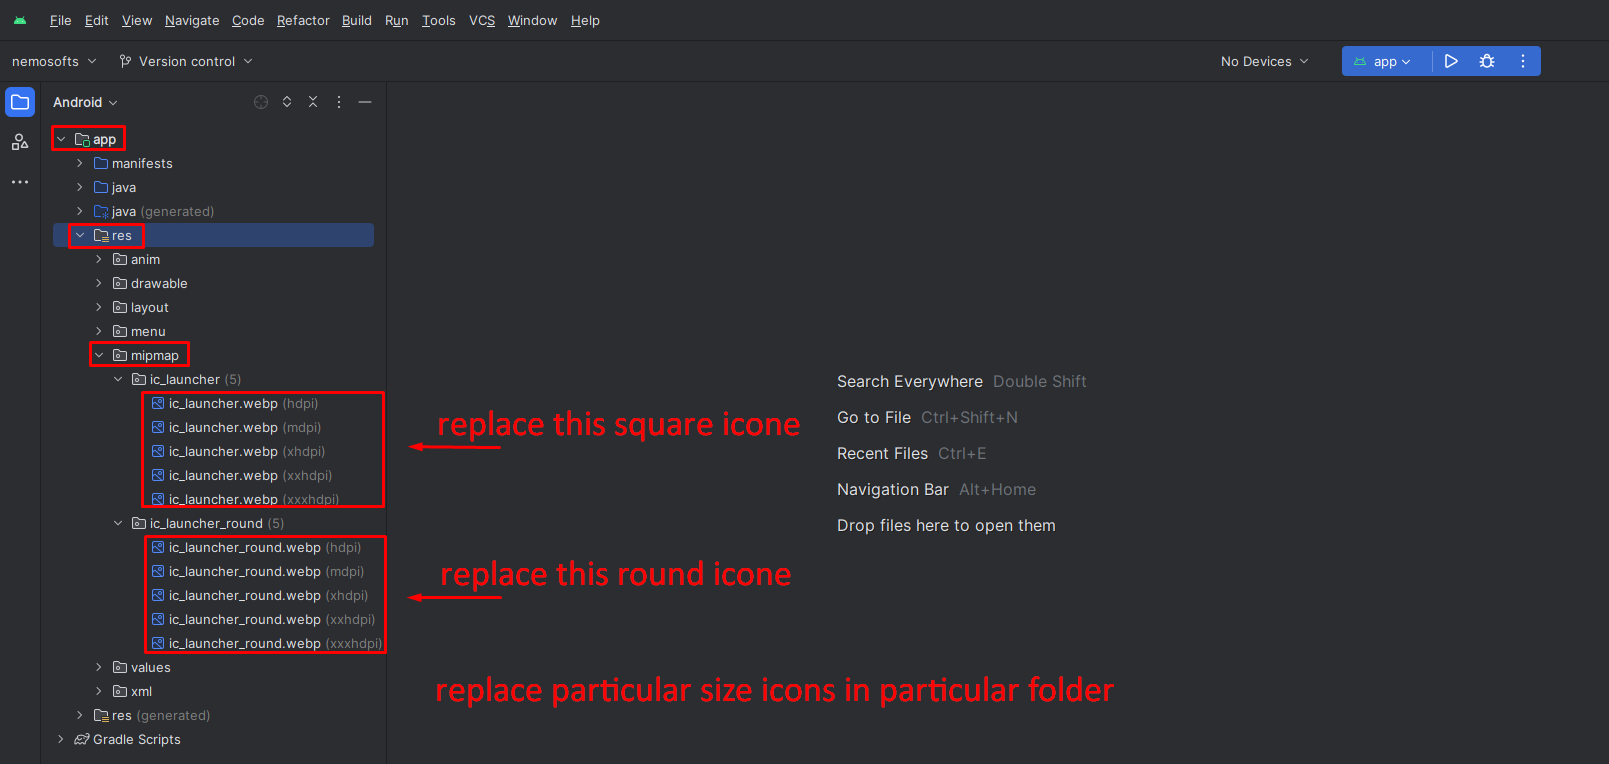 File Edit View Navigate Code Refactor Build Run Tools VCS Window Help
nemosofts Version control No Devices app
Android
app
manifests
java
java (generated)
res
anim
drawable
layout
menu
mipmap
ic_launcher (5)
ic_launcher.webp (hdpi)
ic_launcher.webp (mdpi)
ic_launcher.webp (xhdpi)
ic_launcher.webp (xxhdpi)
ic_launcher.webp (xxxhdpi)
ic_launcher_round (5)
ic_launcher_round.webp (hdpi)
ic_launcher_round.webp (mdpi)
ic_launcher_round.webp (xhdpi)
ic_launcher_round.webp (xxhdpi)
ic_launcher_round.webp (xxxhdpi)
values
xml
res (generated)
Gradle Scripts
replace this square icone
replace this round icone
replace particular size icons in particular folder
Search Everywhere Double Shift
Go to File Ctrl+Shift+N
Recent Files Ctrl+E
Navigation Bar Alt+Home
Drop files here to open them